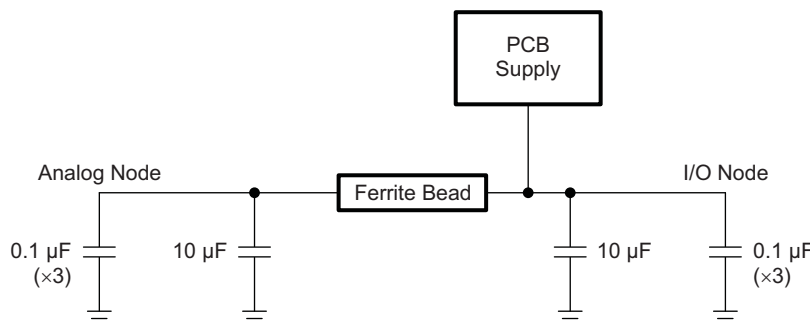 PCB
Supply
Analog Node
Ferrite Bead
I/O Node
0.1 µF
(×3)
10 µF
10 µF
0.1 µF
(×3)